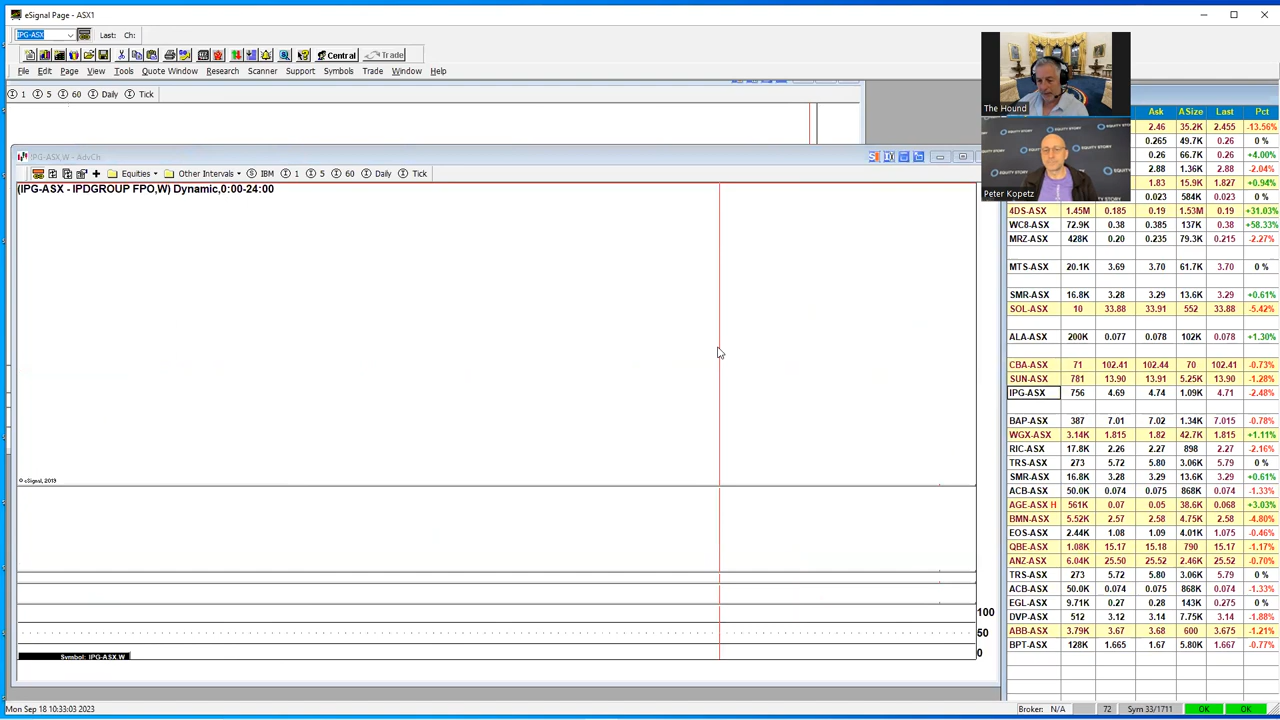 eSignal Page - ASX1
IPG-ASX Last: Ch:
Central Trade
File Edit Page View Tools Quote Window Research Scanner Support Symbols Trade Window Help
1 5 60 Daily Tick
The Hound
EQUITY STORY
Peter Kopetz
!PG-ASX,W - AdvCh
Equities Other Intervals IBM 1 5 60 Daily Tick
(IPG-ASX - IPDGROUP FPO,W) Dynamic,0:00-24:00
© eSignal, 2019
100
50
0
Symbol: IPG-ASX,W
Ask ASize Last Pct
2.46 35.2K 2.455 -13.56%
0.265 49.7K 0.26 0 %
0.26 66.7K 0.26 +4.00%
2.88 1.36K 2.88 -2.04%
1.83 15.9K 1.827 +0.94%
0.023 584K 0.023 0 %
4DS-ASX 1.45M 0.185 0.19 1.53M 0.19 +31.03%
WC8-ASX 72.9K 0.38 0.385 137K 0.38 +58.33%
MRZ-ASX 428K 0.20 0.235 79.3K 0.215 -2.27%
MTS-ASX 20.1K 3.69 3.70 61.7K 3.70 0 %
SMR-ASX 16.8K 3.28 3.29 13.6K 3.29 +0.61%
SOL-ASX 10 33.88 33.91 552 33.88 -5.42%
ALA-ASX 200K 0.077 0.078 102K 0.078 +1.30%
CBA-ASX 71 102.41 102.44 70 102.41 -0.73%
SUN-ASX 781 13.90 13.91 5.25K 13.90 -1.28%
IPG-ASX 756 4.69 4.74 1.09K 4.71 -2.48%
BAP-ASX 387 7.01 7.02 1.34K 7.015 -0.78%
WGX-ASX 3.14K 1.815 1.82 42.7K 1.815 +1.11%
RIC-ASX 17.8K 2.26 2.27 898 2.27 -2.16%
TRS-ASX 273 5.72 5.80 3.06K 5.79 0 %
SMR-ASX 16.8K 3.28 3.29 13.6K 3.29 +0.61%
ACB-ASX 50.0K 0.074 0.075 868K 0.074 -1.33%
AGE-ASX H 561K 0.07 0.05 38.6K 0.068 +3.03%
BMN-ASX 5.52K 2.57 2.58 4.75K 2.58 -4.80%
EOS-ASX 2.44K 1.08 1.09 4.01K 1.075 -0.46%
QBE-ASX 1.08K 15.17 15.18 790 15.17 -1.17%
ANZ-ASX 6.04K 25.50 25.52 2.46K 25.52 -0.70%
TRS-ASX 273 5.72 5.80 3.06K 5.79 0 %
ACB-ASX 50.0K 0.074 0.075 868K 0.074 -1.33%
EGL-ASX 9.71K 0.27 0.28 143K 0.275 0 %
DVP-ASX 512 3.12 3.14 7.75K 3.14 -1.88%
ABB-ASX 3.79K 3.67 3.68 600 3.675 -1.21%
BPT-ASX 128K 1.665 1.67 5.80K 1.667 -0.77%
Mon Sep 18 10:33:03 2023
Broker: N/A 72 Sym 33/1711 OK OK